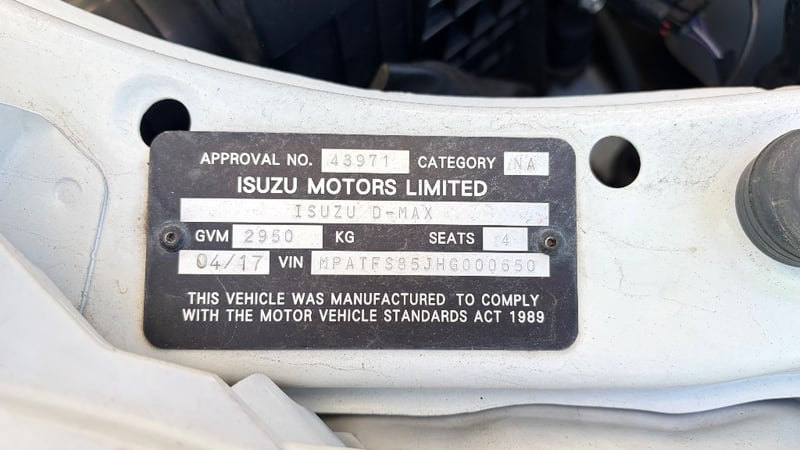 APPROVAL NO. 43971 CATEGORY NA
ISUZU MOTORS LIMITED
ISUZU D-MAX
GVM 2950 KG SEATS 4
04/17 VIN MPATFS85JHG000650
THIS VEHICLE WAS MANUFACTURED TO COMPLY
WITH THE MOTOR VEHICLE STANDARDS ACT 1989